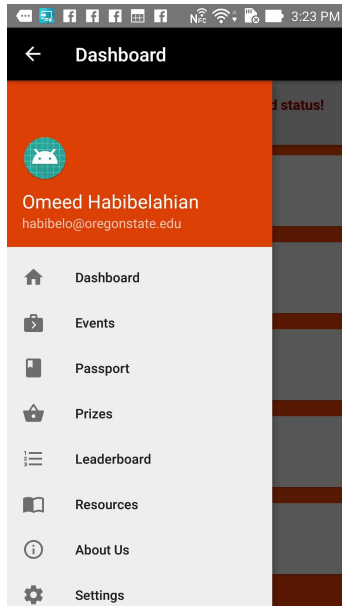 3:23 PM
Dashboard
d status!
Omeed Habibelahian
habibelo@oregonstate.edu
Dashboard
Events
Passport
Prizes
Leaderboard
Resources
About Us
Settings